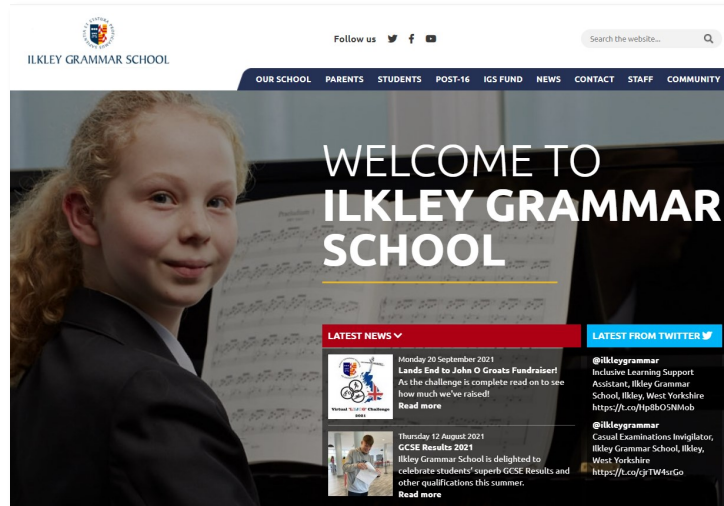 ILKLEY GRAMMAR SCHOOL
Follow us
Search the website...
OUR SCHOOL PARENTS STUDENTS POST-16 IGS FUND NEWS CONTACT STAFF COMMUNITY
WELCOME TO
ILKLEY GRAMMAR
SCHOOL
LATEST NEWS
Monday 20 September 2021
Lands End to John O Groats Fundraiser!
As the challenge is complete read on to see
how much we've raised!
Read more
Thursday 12 August 2021
GCSE Results 2021
Ilkley Grammar School is delighted to
celebrate students' superb GCSE Results and
other qualifications this summer.
Read more
LATEST FROM TWITTER
@ilkleygrammar
Inclusive Learning Support
Assistant, Ilkley Grammar
School, Ilkley, West Yorkshire
https://t.co/Hp8bO5NMob
@ilkleygrammar
Casual Examinations Invigilator,
Ilkley Grammar School, Ilkley,
West Yorkshire
https://t.co/cjrTW4srGo